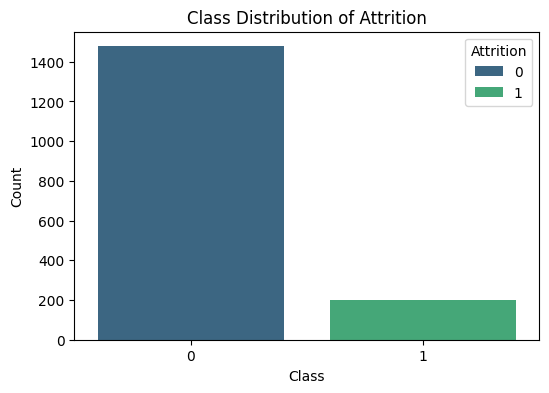 Class Distribution of Attrition
Attrition
0
1
Count
1400
1200
1000
800
600
400
200
0
0 1
Class